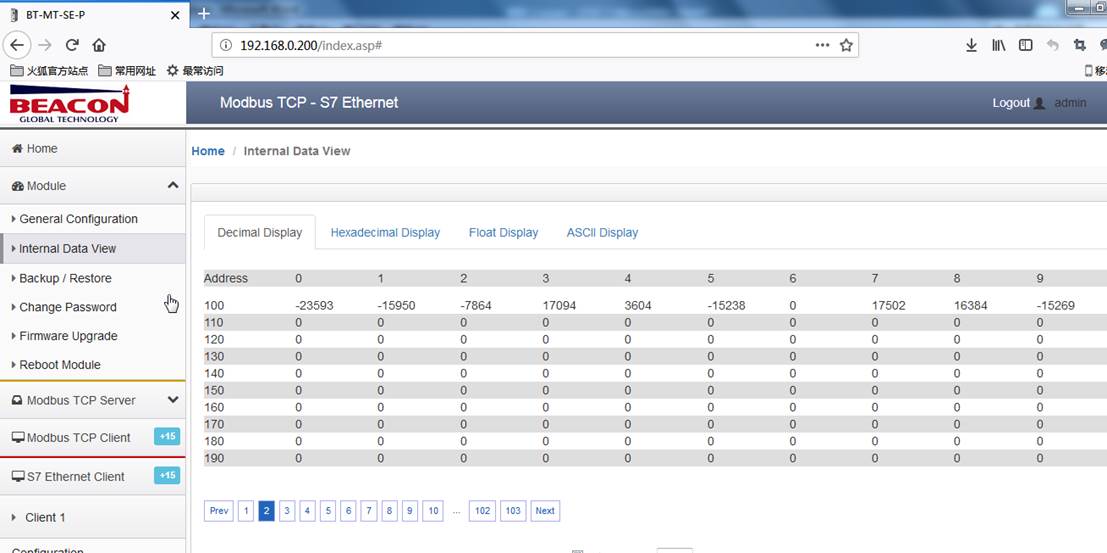 BT-MT-SE-P
192.168.0.200/index.asp#
火狐官方站点 常用网址 最常访问
BEACON
GLOBAL TECHNOLOGY
Modbus TCP - S7 Ethernet
Logout admin
Home
Module
General Configuration
Internal Data View
Backup / Restore
Change Password
Firmware Upgrade
Reboot Module
Modbus TCP Server
Modbus TCP Client +15
S7 Ethernet Client +15
Client 1
Configuration
Home / Internal Data View
Decimal Display Hexadecimal Display Float Display ASCII Display
Address 0 1 2 3 4 5 6 7 8 9
100 -23593 -15950 -7864 17094 3604 -15238 0 17502 16384 -15269
110 0 0 0 0 0 0 0 0 0 0
120 0 0 0 0 0 0 0 0 0 0
130 0 0 0 0 0 0 0 0 0 0
140 0 0 0 0 0 0 0 0 0 0
150 0 0 0 0 0 0 0 0 0 0
160 0 0 0 0 0 0 0 0 0 0
170 0 0 0 0 0 0 0 0 0 0
180 0 0 0 0 0 0 0 0 0 0
190 0 0 0 0 0 0 0 0 0 0
Prev 1 2 3 4 5 6 7 8 9 10 ... 102 103 Next